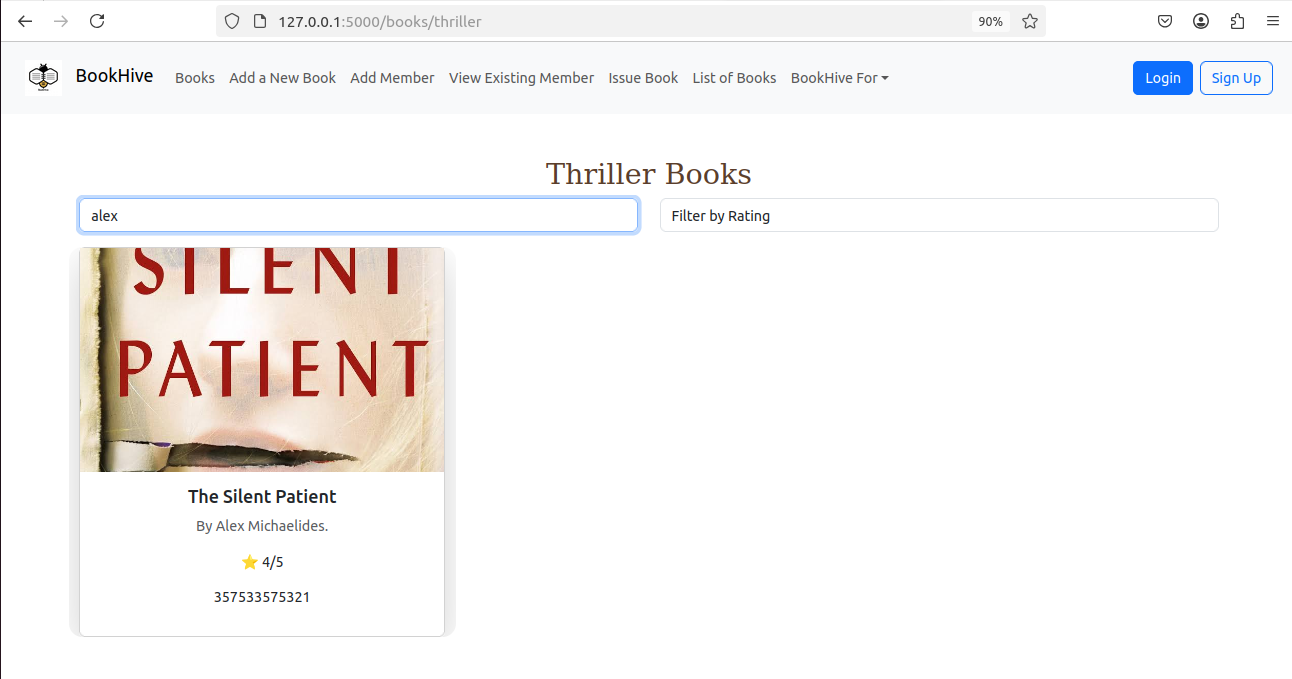 127.0.0.1:5000/books/thriller 90%
BookHive Books Add a New Book Add Member View Existing Member Issue Book List of Books BookHive For Login Sign Up
Thriller Books
alex Filter by Rating
SILENT
PATIENT
The Silent Patient
By Alex Michaelides.
⭐ 4/5
357533575321